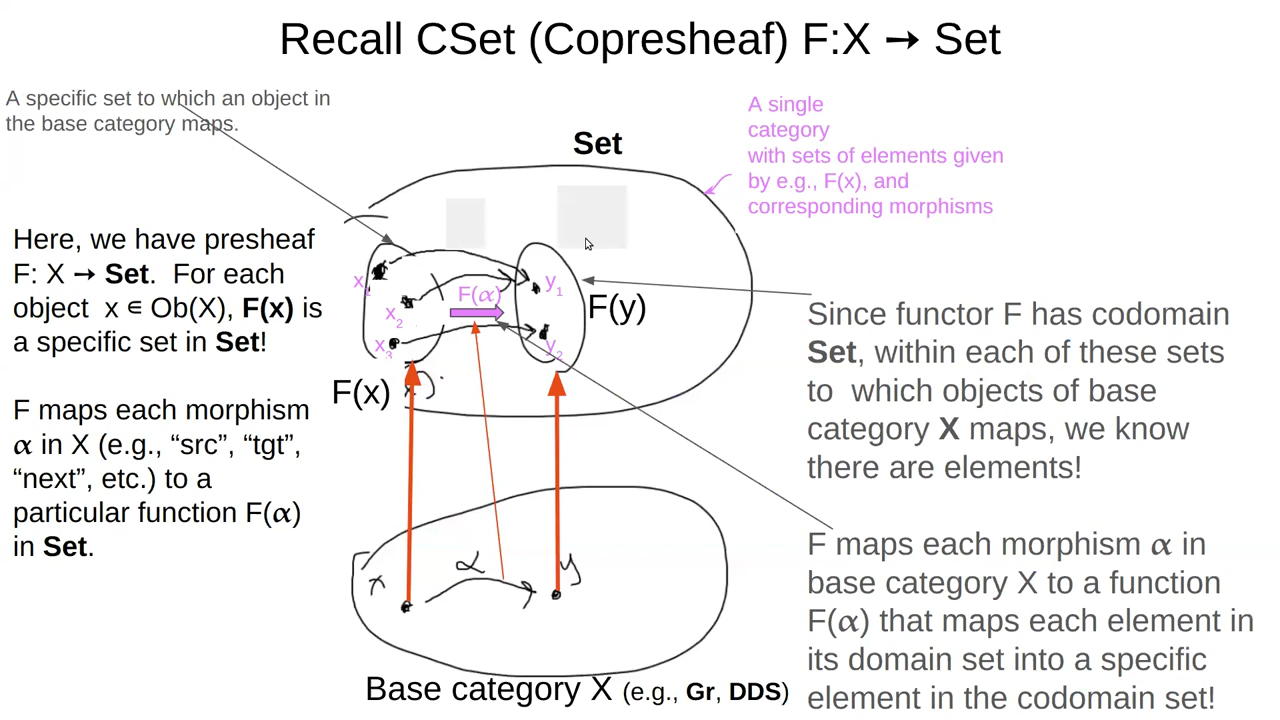 Recall CSet (Copresheaf) F:X → Set
A specific set to which an object in
the base category maps.
A single
category
with sets of elements given
by e.g., F(x), and
corresponding morphisms
Set
Here, we have presheaf
F: X → Set. For each
object x ∈ Ob(X), F(x) is
a specific set in Set!
F maps each morphism
α in X (e.g., “src”, “tgt”,
“next”, etc.) to a
particular function F(α)
in Set.
x₁
x₂
x₃
F(α)
y₁
y₂
F(y)
F(x)
Since functor F has codomain
Set, within each of these sets
to which objects of base
category X maps, we know
there are elements!
F maps each morphism α in
base category X to a function
F(α) that maps each element in
its domain set into a specific
element in the codomain set!
x
α
y
Base category X (e.g., Gr, DDS)